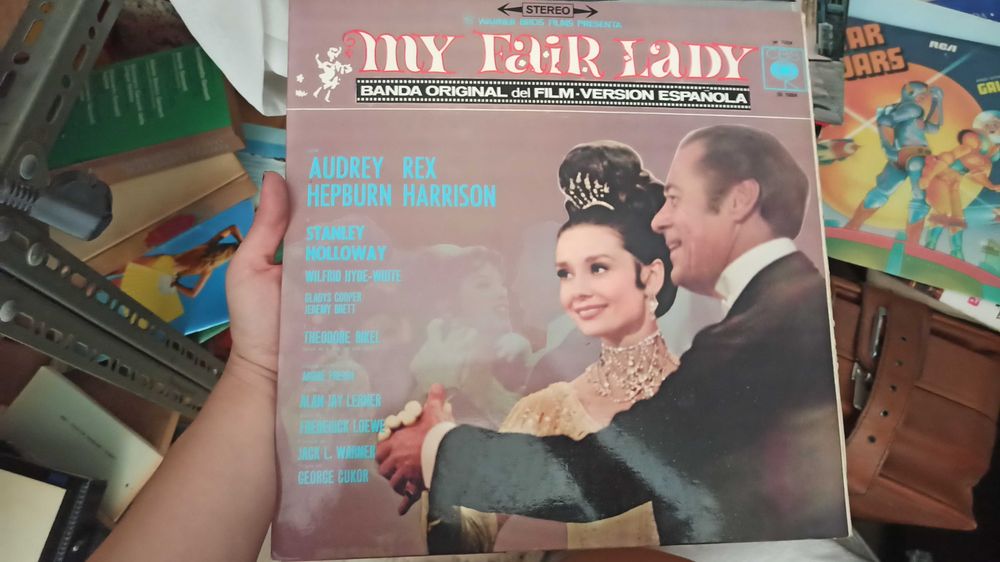 STEREO
WARNER BROS FILMS PRESENTA
MY FAIR LADY
BANDA ORIGINAL del FILM-VERSION ESPAÑOLA
AUDREY REX
HEPBURN HARRISON
STANLEY
HOLLOWAY
WILFRID HYDE-WHITE
GLADYS COOPER
JEREMY BRETT
THEODORE BIKEL
ANDRE PREVIN
ALAN JAY LERNER
FREDERICK LOEWE
JACK L. WARNER
GEORGE CUKOR
RCA